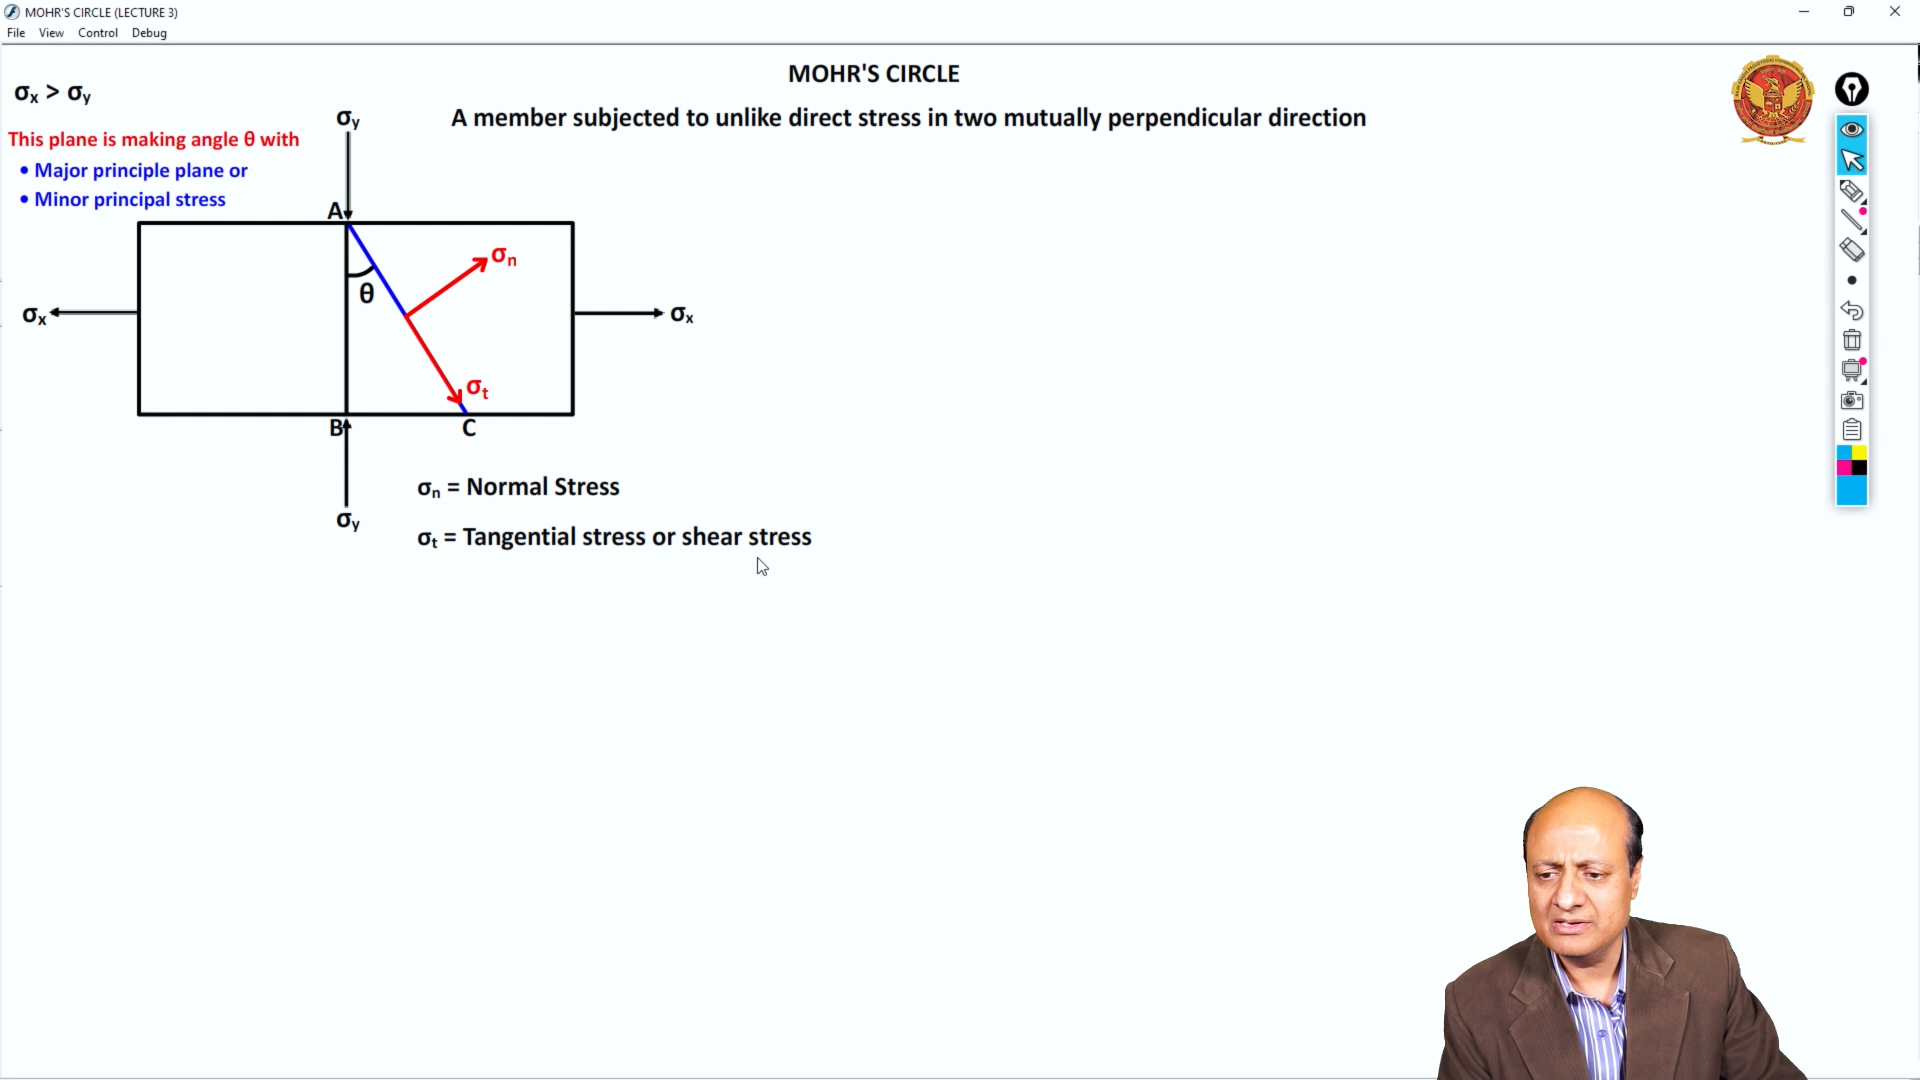 MOHR'S CIRCLE (LECTURE 3)
File View Control Debug
MOHR'S CIRCLE
σx > σy
A member subjected to unlike direct stress in two mutually perpendicular direction
This plane is making angle θ with
• Major principle plane or
• Minor principal stress
σy
A
σn
θ
σx
σx
σt
B
C
σy
σn = Normal Stress
σt = Tangential stress or shear stress